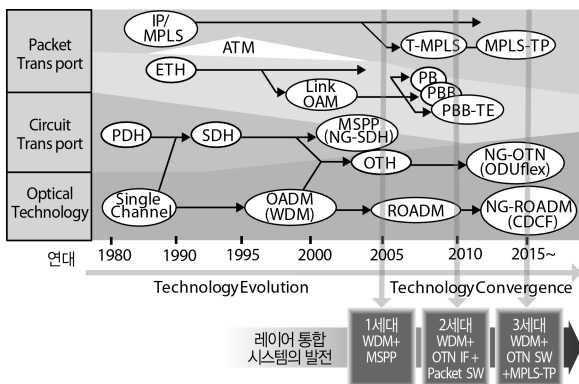 Packet
Trans port
IP/
MPLS
ATM
T-MPLS
MPLS-TP
ETH
Link
OAM
PB
PBB
PBB-TE
Circuit
Trans port
PDH
SDH
MSPP
(NG-SDH)
OTH
NG-OTN
(ODUflex)
Optical
Technology
Single
Channel
OADM
(WDM)
ROADM
NG-ROADM
(CDCF)
연대
1980
1990
1995
2000
2005
2010
2015~
Technology Evolution
Technology Convergence
레이어 통합
시스템의 발전
1세대
WDM+
MSPP
2세대
WDM+
OTN IF+
Packet SW
3세대
WDM+
OTN SW
+MPLS-TP